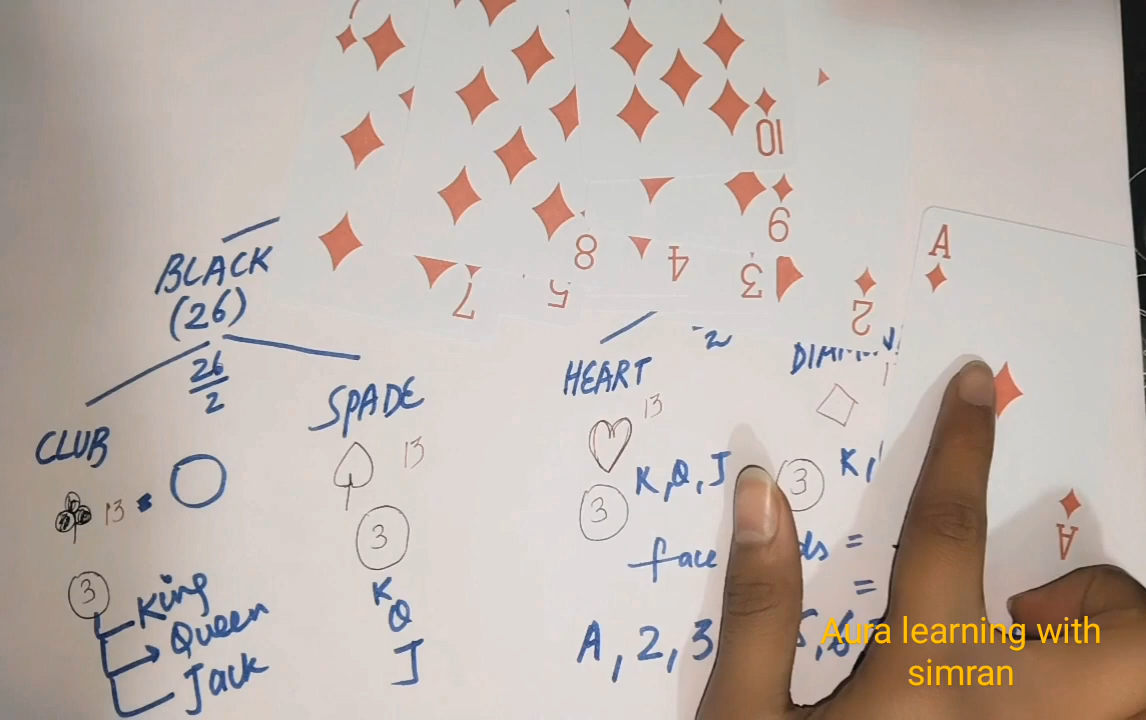 10
9
8
4
3
7
5
2
A
A
BLACK
(26)
26
2
CLUB
13
SPADE
13
HEART
13
3
King
Queen
Jack
3
K
Q
J
3
K, Q, J
3
K,
face
=
=
A, 2, 3
Aura learning with
simran